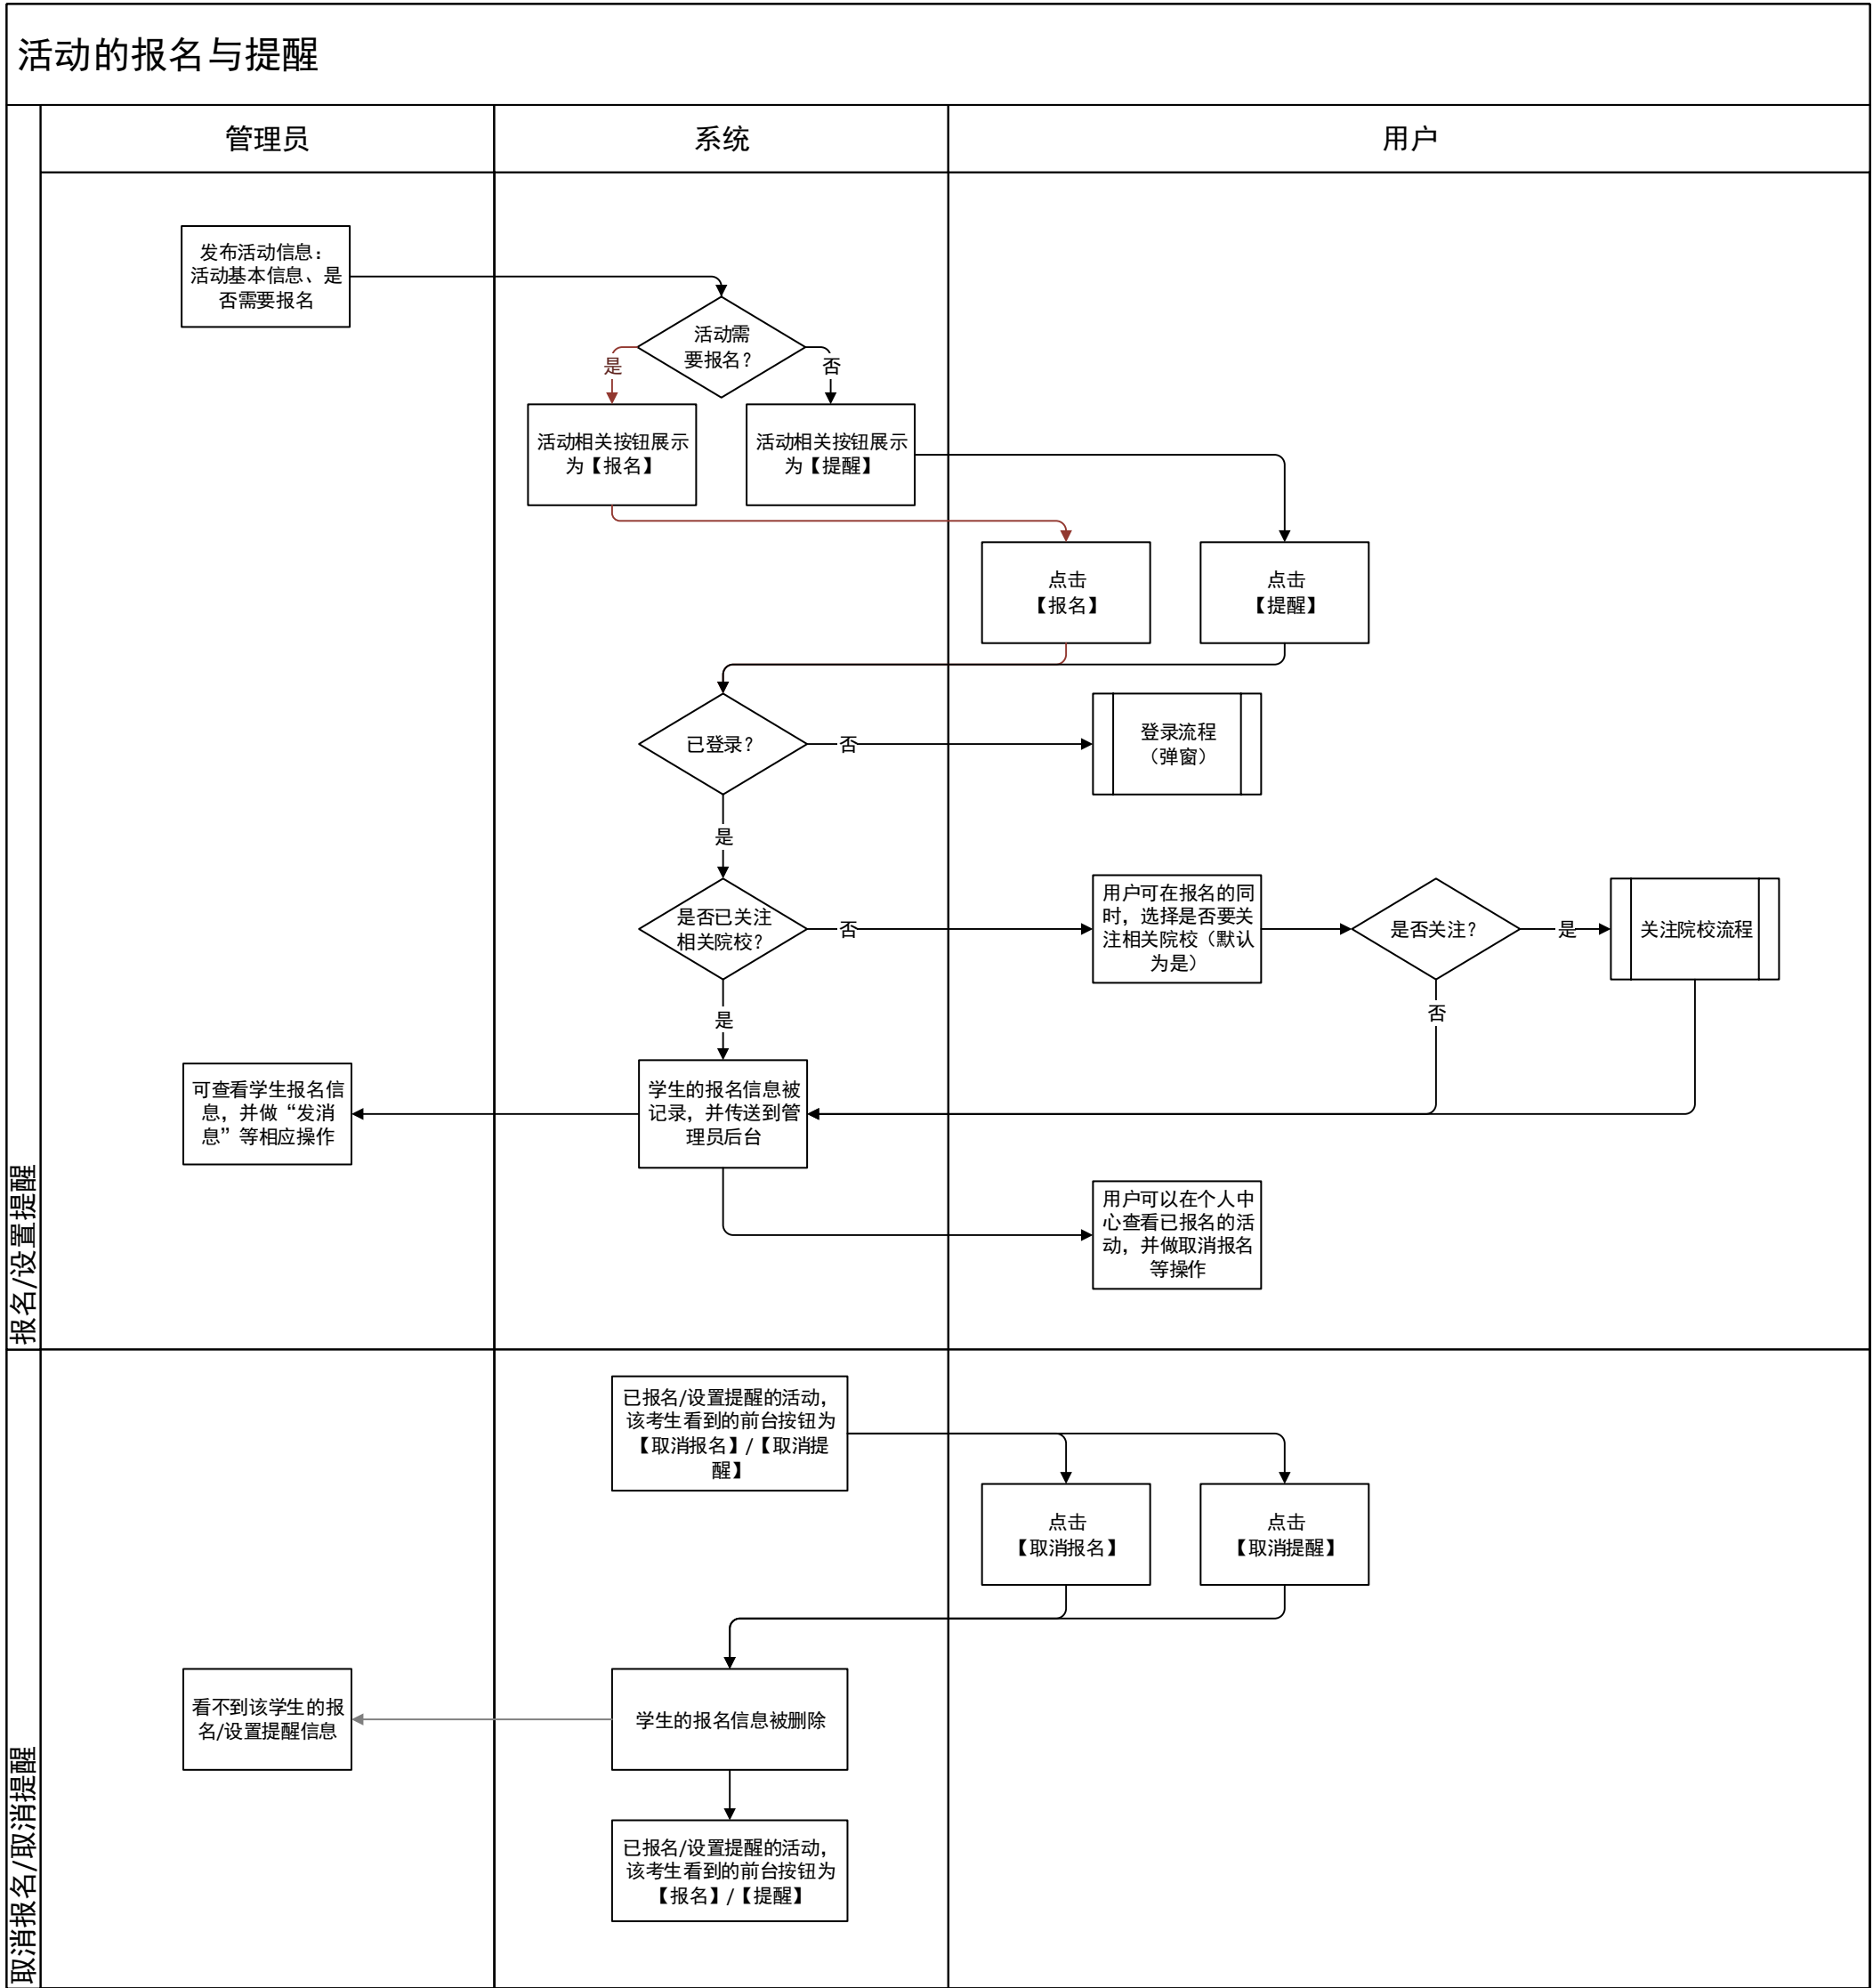 活动的报名与提醒
管理员
系统
用户
发布活动信息：
活动基本信息、是
否需要报名
活动需
要报名？
是
否
活动相关按钮展示
为【报名】
活动相关按钮展示
为【提醒】
点击
【报名】
点击
【提醒】
已登录？
否
登录流程
（弹窗）
是
是否已关注
相关院校？
否
用户可在报名的同
时，选择是否要关
注相关院校（默认
为是）
是否关注？
是
关注院校流程
否
是
可查看学生报名信
息，并做“发消
息”等相应操作
学生的报名信息被
记录，并传送到管
理员后台
用户可以在个人中
心查看已报名的活
动，并做取消报名
等操作
报名/设置提醒
已报名/设置提醒的活动，
该考生看到的前台按钮为
【取消报名】/【取消提
醒】
点击
【取消报名】
点击
【取消提醒】
看不到该学生的报
名/设置提醒信息
学生的报名信息被删除
已报名/设置提醒的活动，
该考生看到的前台按钮为
【报名】/【提醒】
取消报名/取消提醒